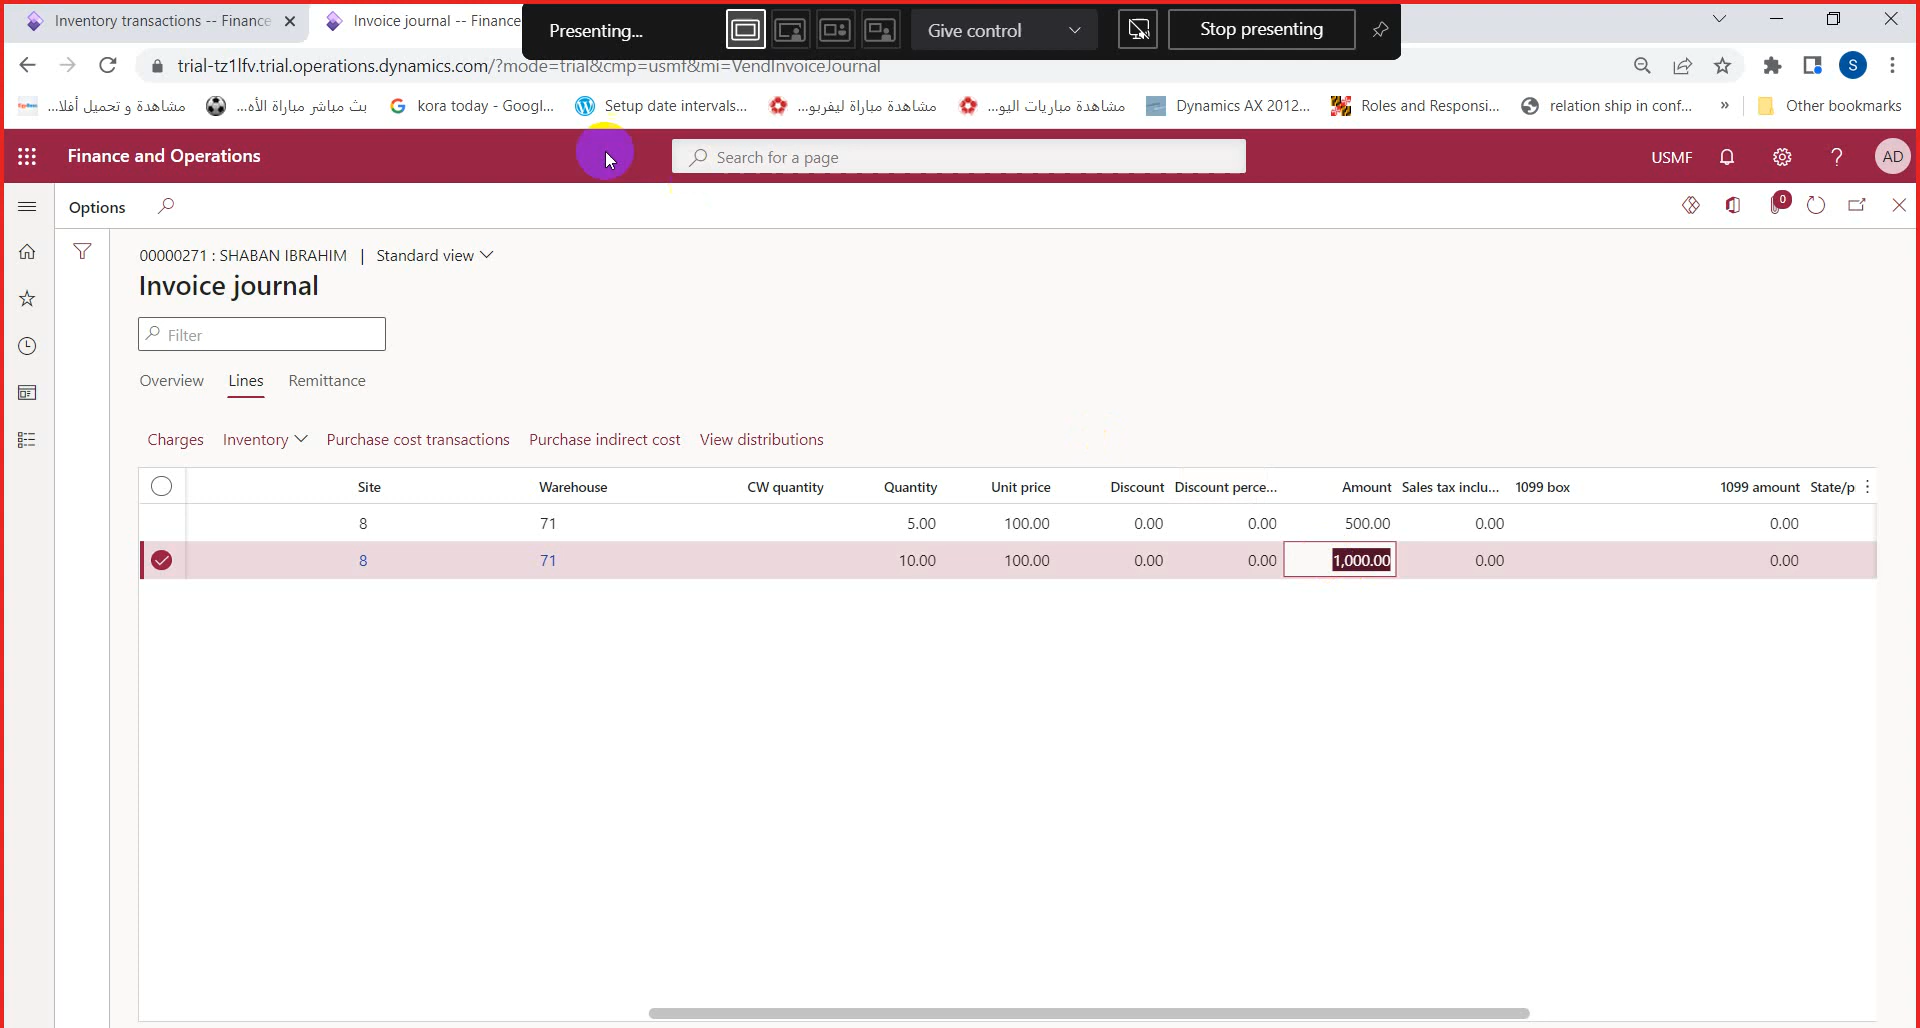 Inventory transactions -- Finance
Invoice journal -- Finance
Presenting...
Give control
Stop presenting
trial-tz1lfv.trial.operations.dynamics.com/?mode=trial&cmp=usmf&mi=VendInvoiceJournal
S
مشاهدة و تحميل أفلا...
بث مباشر مباراة الأه...
kora today - Googl...
Setup date intervals...
مشاهدة مباراة ليفربو...
مشاهدة مباريات اليو...
Dynamics AX 2012...
Roles and Responsi...
relation ship in conf...
»
Other bookmarks
Finance and Operations
Search for a page
USMF
?
AD
Options
0
00000271 : SHABAN IBRAHIM | Standard view
Invoice journal
Filter
Overview Lines Remittance
Charges Inventory Purchase cost transactions Purchase indirect cost View distributions
Site Warehouse CW quantity Quantity Unit price Discount Discount perce... Amount Sales tax inclu... 1099 box 1099 amount State/p
8 71 5.00 100.00 0.00 0.00 500.00 0.00 0.00
8 71 10.00 100.00 0.00 0.00 1,000.00 0.00 0.00